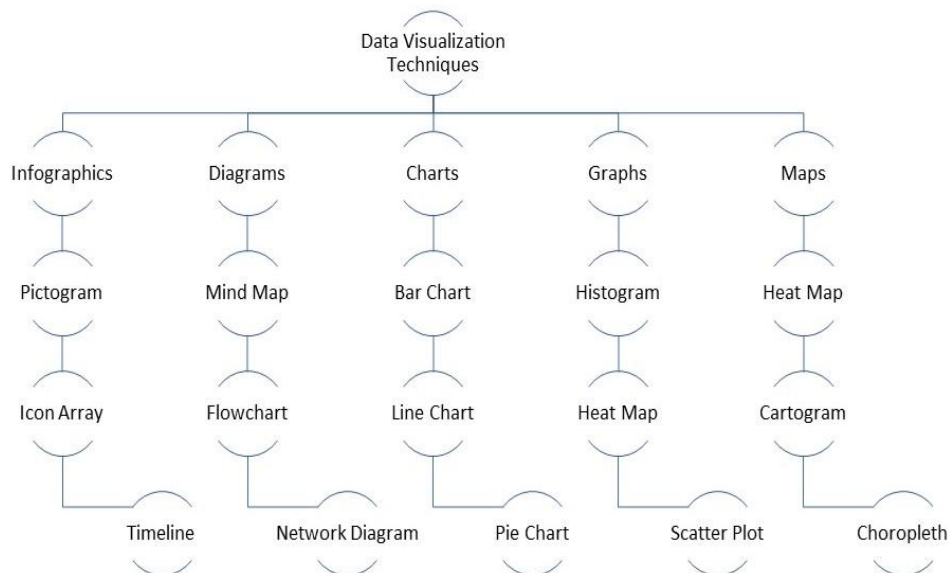 Data Visualization
Techniques
Infographics
Diagrams
Charts
Graphs
Maps
Pictogram
Mind Map
Bar Chart
Histogram
Heat Map
Icon Array
Flowchart
Line Chart
Heat Map
Cartogram
Timeline
Network Diagram
Pie Chart
Scatter Plot
Choropleth